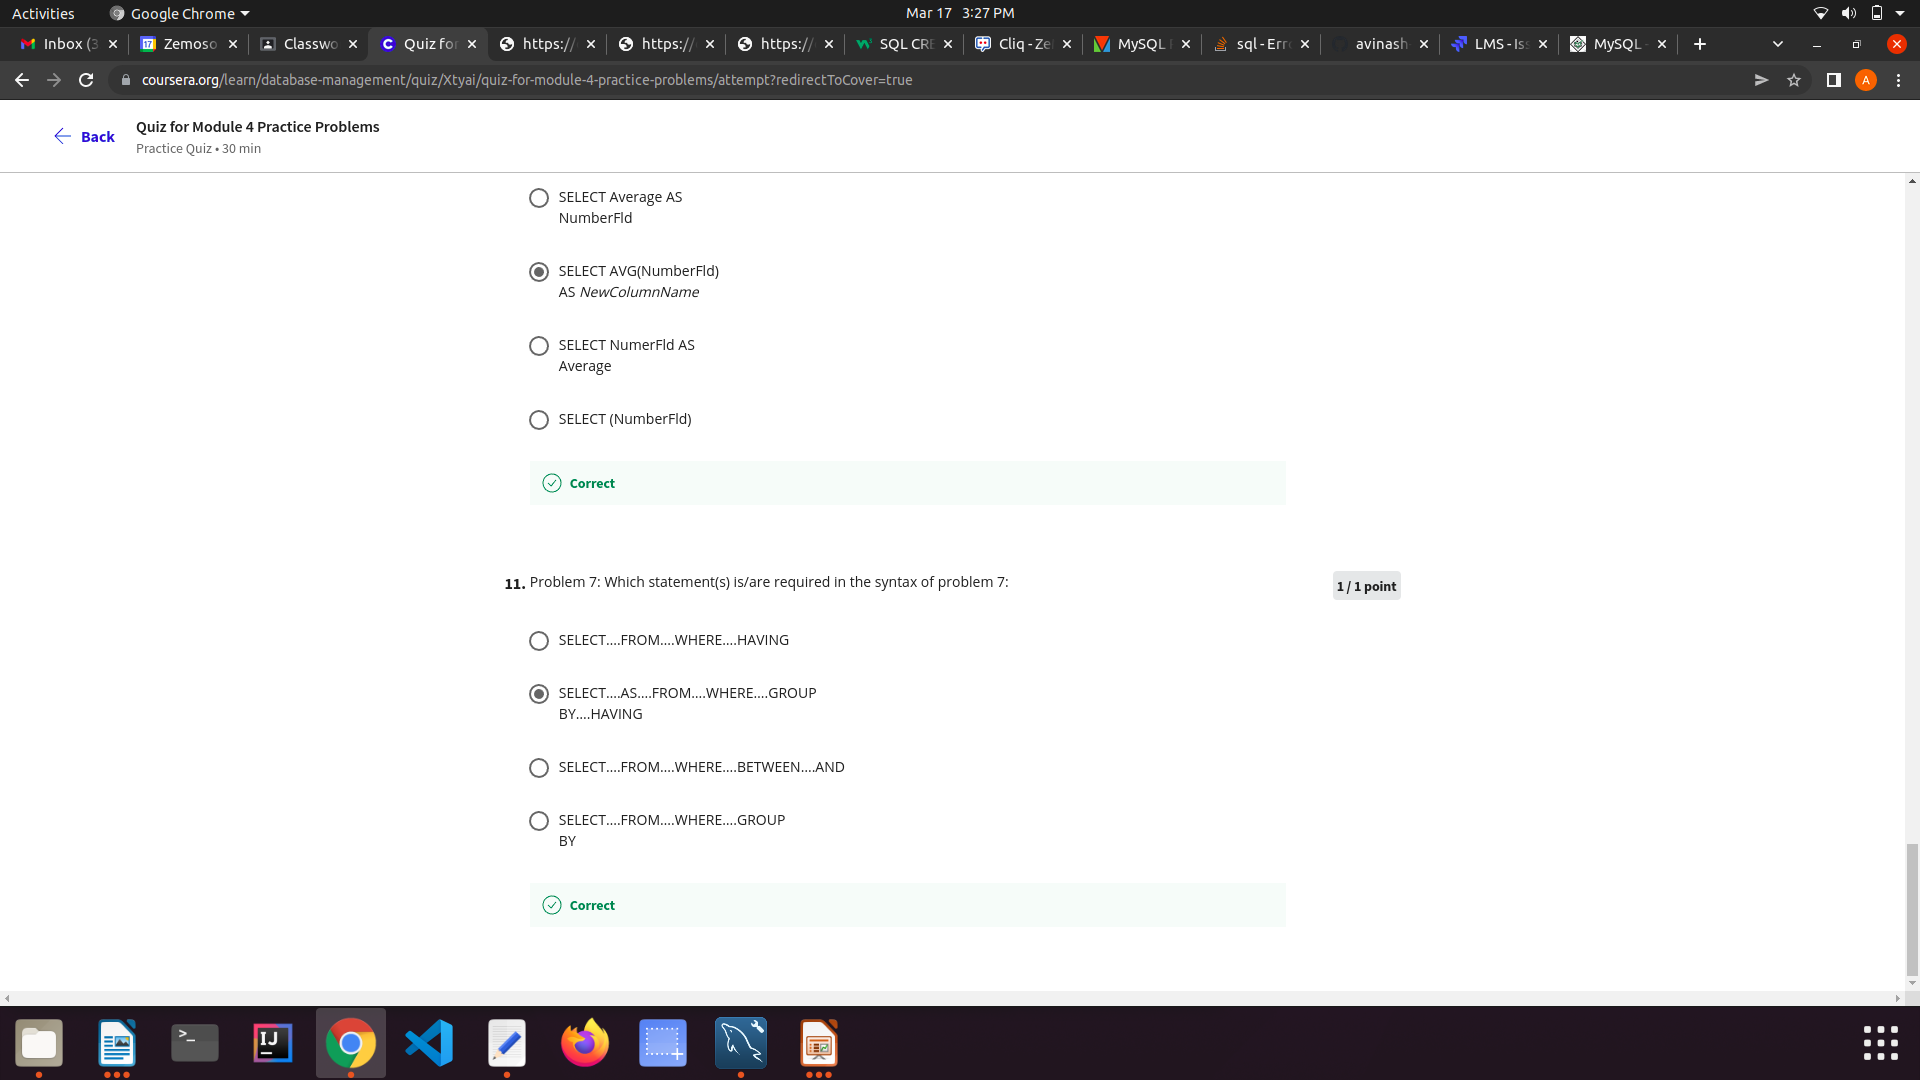 Activities Google Chrome Mar 17 3:27 PM
Inbox (3 Zemoso Classwo Quiz for https:// https:// https:// SQL CRE Cliq - Ze MySQL sql - Erro avinash LMS - Iss MySQL -
coursera.org/learn/database-management/quiz/Xtyai/quiz-for-module-4-practice-problems/attempt?redirectToCover=true A
Back
Quiz for Module 4 Practice Problems
Practice Quiz • 30 min
SELECT Average AS
NumberFld
SELECT AVG(NumberFld)
AS NewColumnName
SELECT NumerFld AS
Average
SELECT (NumberFld)
Correct
11. Problem 7: Which statement(s) is/are required in the syntax of problem 7:
1 / 1 point
SELECT....FROM....WHERE....HAVING
SELECT....AS....FROM....WHERE....GROUP
BY....HAVING
SELECT....FROM....WHERE....BETWEEN....AND
SELECT....FROM....WHERE....GROUP
BY
Correct